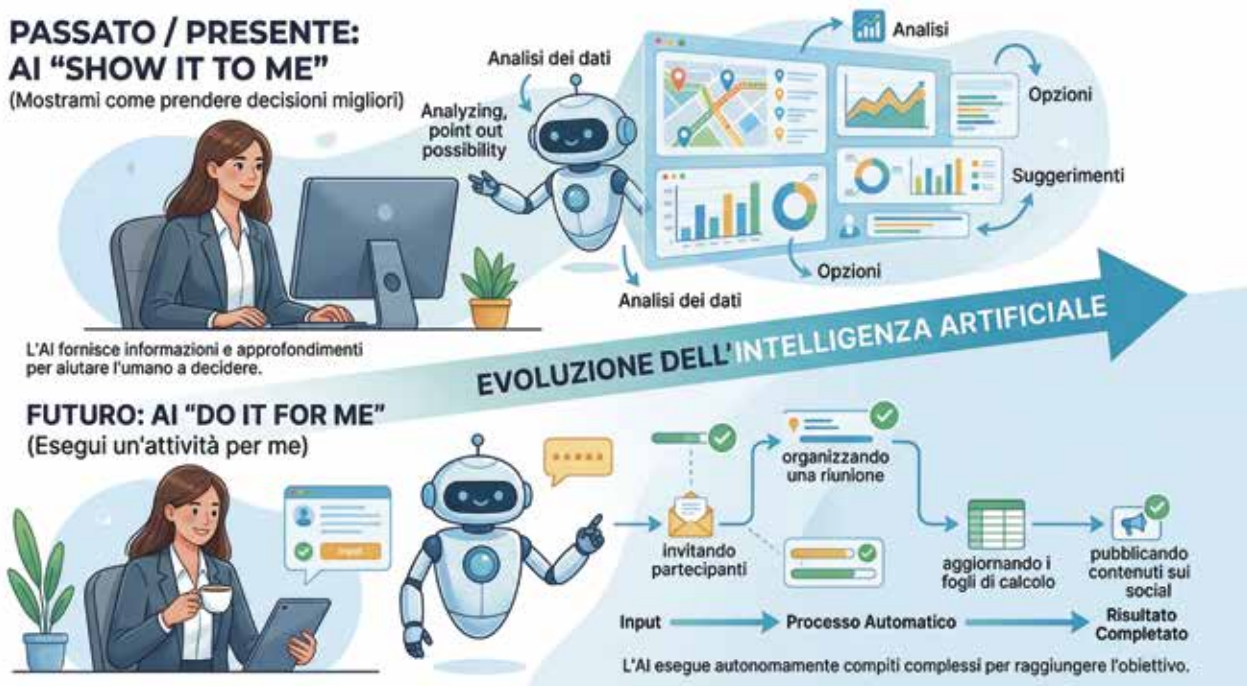 PASSATO / PRESENTE:
AI “SHOW IT TO ME”
(Mostrami come prendere decisioni migliori)
Analisi dei dati
Analyzing,
point out
possibility
Analisi
Opzioni
Suggerimenti
Opzioni
Analisi dei dati
L'AI fornisce informazioni e approfondimenti
per aiutare l'umano a decidere.
EVOLUZIONE DELL'INTELLIGENZA ARTIFICIALE
FUTURO: AI “DO IT FOR ME”
(Esegui un'attività per me)
Input
invitando
partecipanti
organizzando
una riunione
aggiornando i
fogli di calcolo
pubblicando
contenuti sui
social
Input
Processo Automatico
Risultato
Completato
L'AI esegue autonomamente compiti complessi per raggiungere l'obiettivo.